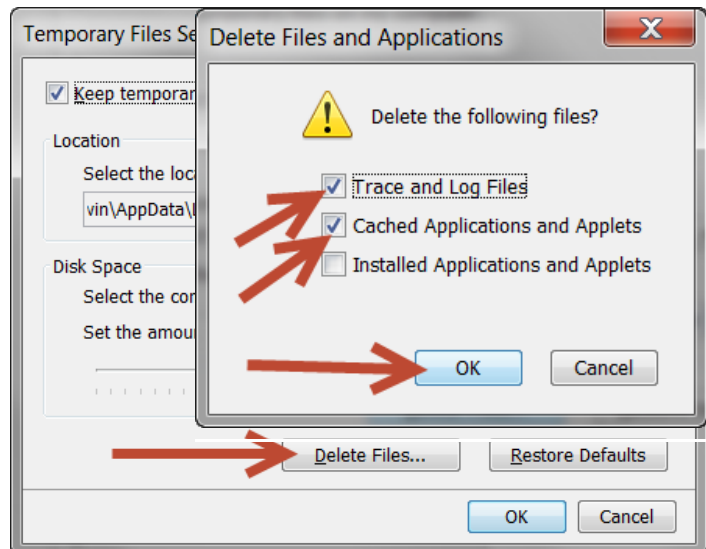 Temporary Files Se
Delete Files and Applications
Keep temporar
Delete the following files?
Location
Select the loc
Trace and Log Files
vin\AppData\L
Cached Applications and Applets
Disk Space
Installed Applications and Applets
Select the con
Set the amou
OK Cancel
Delete Files... Restore Defaults
OK Cancel